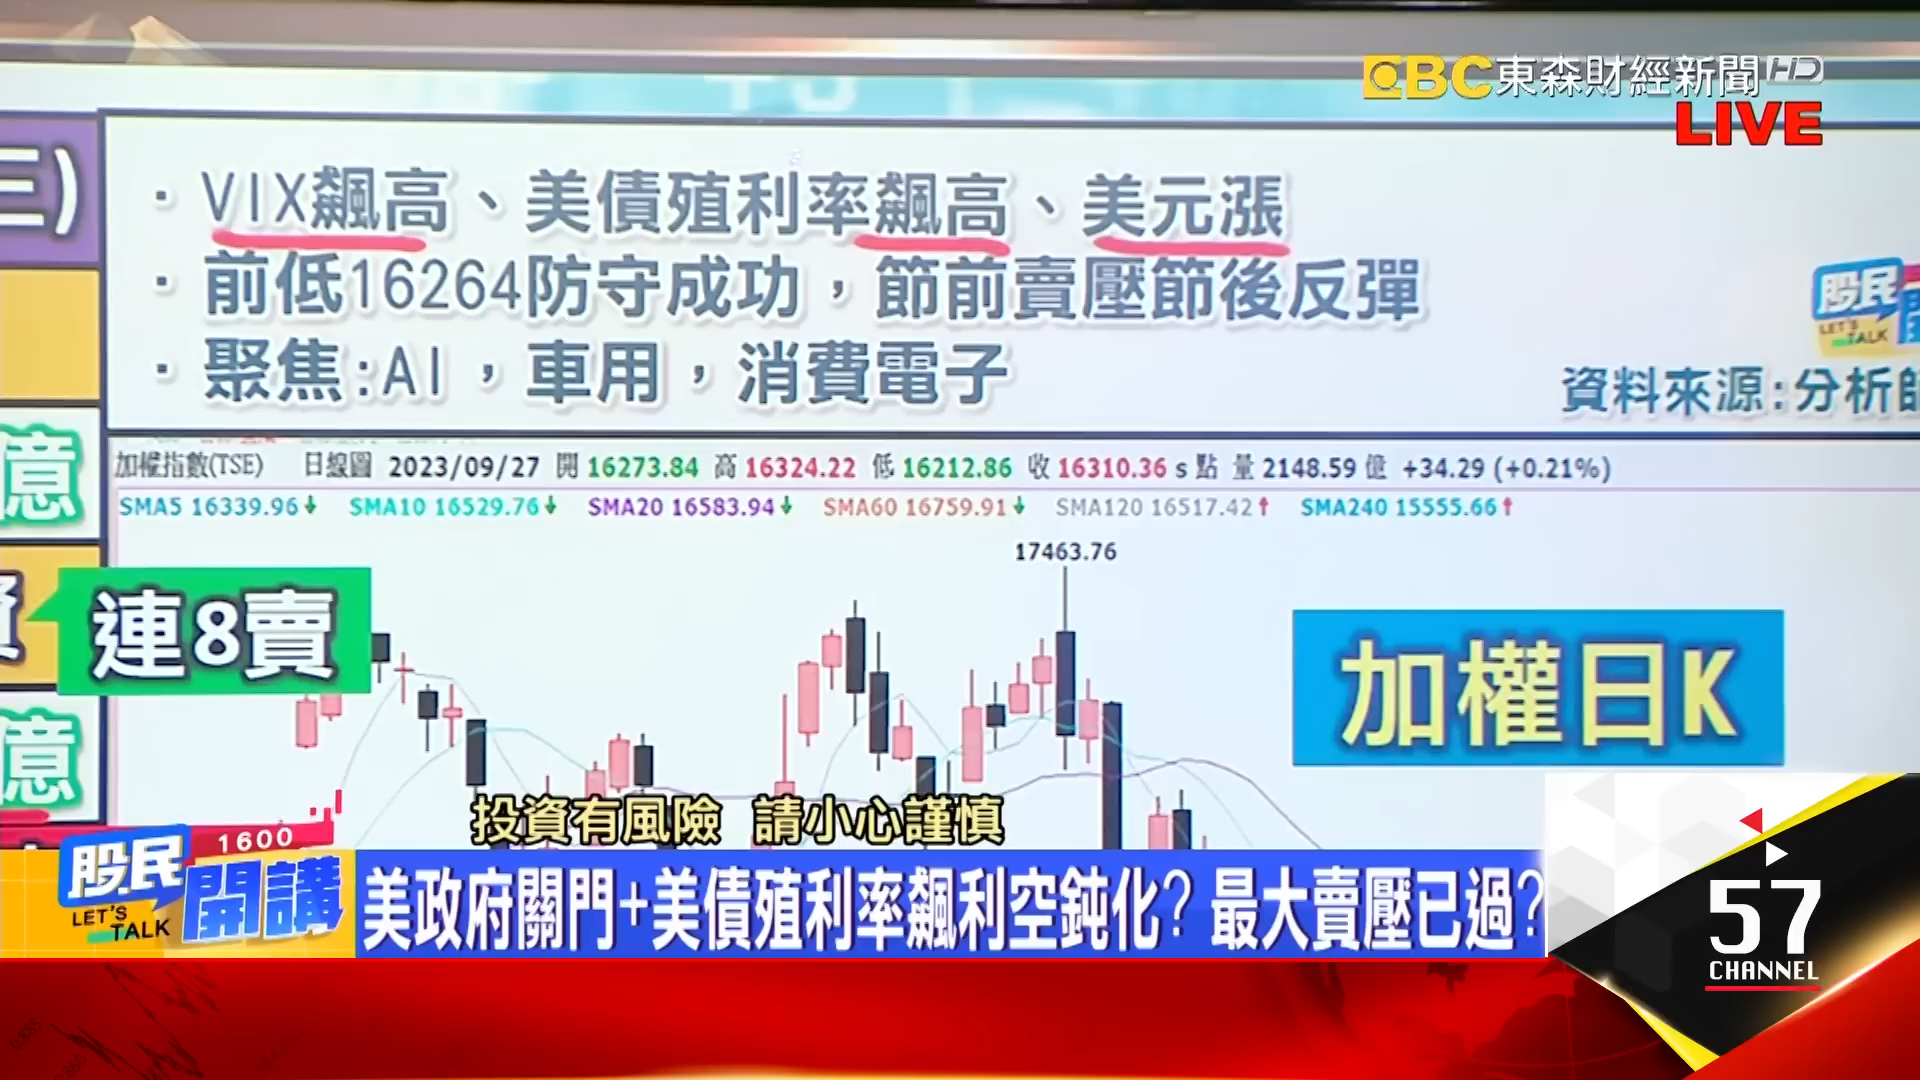 EBC東森財經新聞HD
LIVE
三)
・VIX飆高、美債殖利率飆高、美元漲
・前低16264防守成功，節前賣壓節後反彈
・聚焦:AI，車用，消費電子
股民
LET'S TALK
資料來源:分析師
加權指數(TSE) 日線圖 2023/09/27 開 16273.84 高 16324.22 低 16212.86 收 16310.36 s 點 量 2148.59 億 +34.29 (+0.21%)
SMA5 16339.96↓ SMA10 16529.76↓ SMA20 16583.94↓ SMA60 16759.91↓ SMA120 16517.42↑ SMA240 15555.66↑
17463.76
億
連8賣
加權日K
億
投資有風險 請小心謹慎
1600
股民開講
LET'S TALK
美政府關門+美債殖利率飆利空鈍化? 最大賣壓已過?
57
CHANNEL